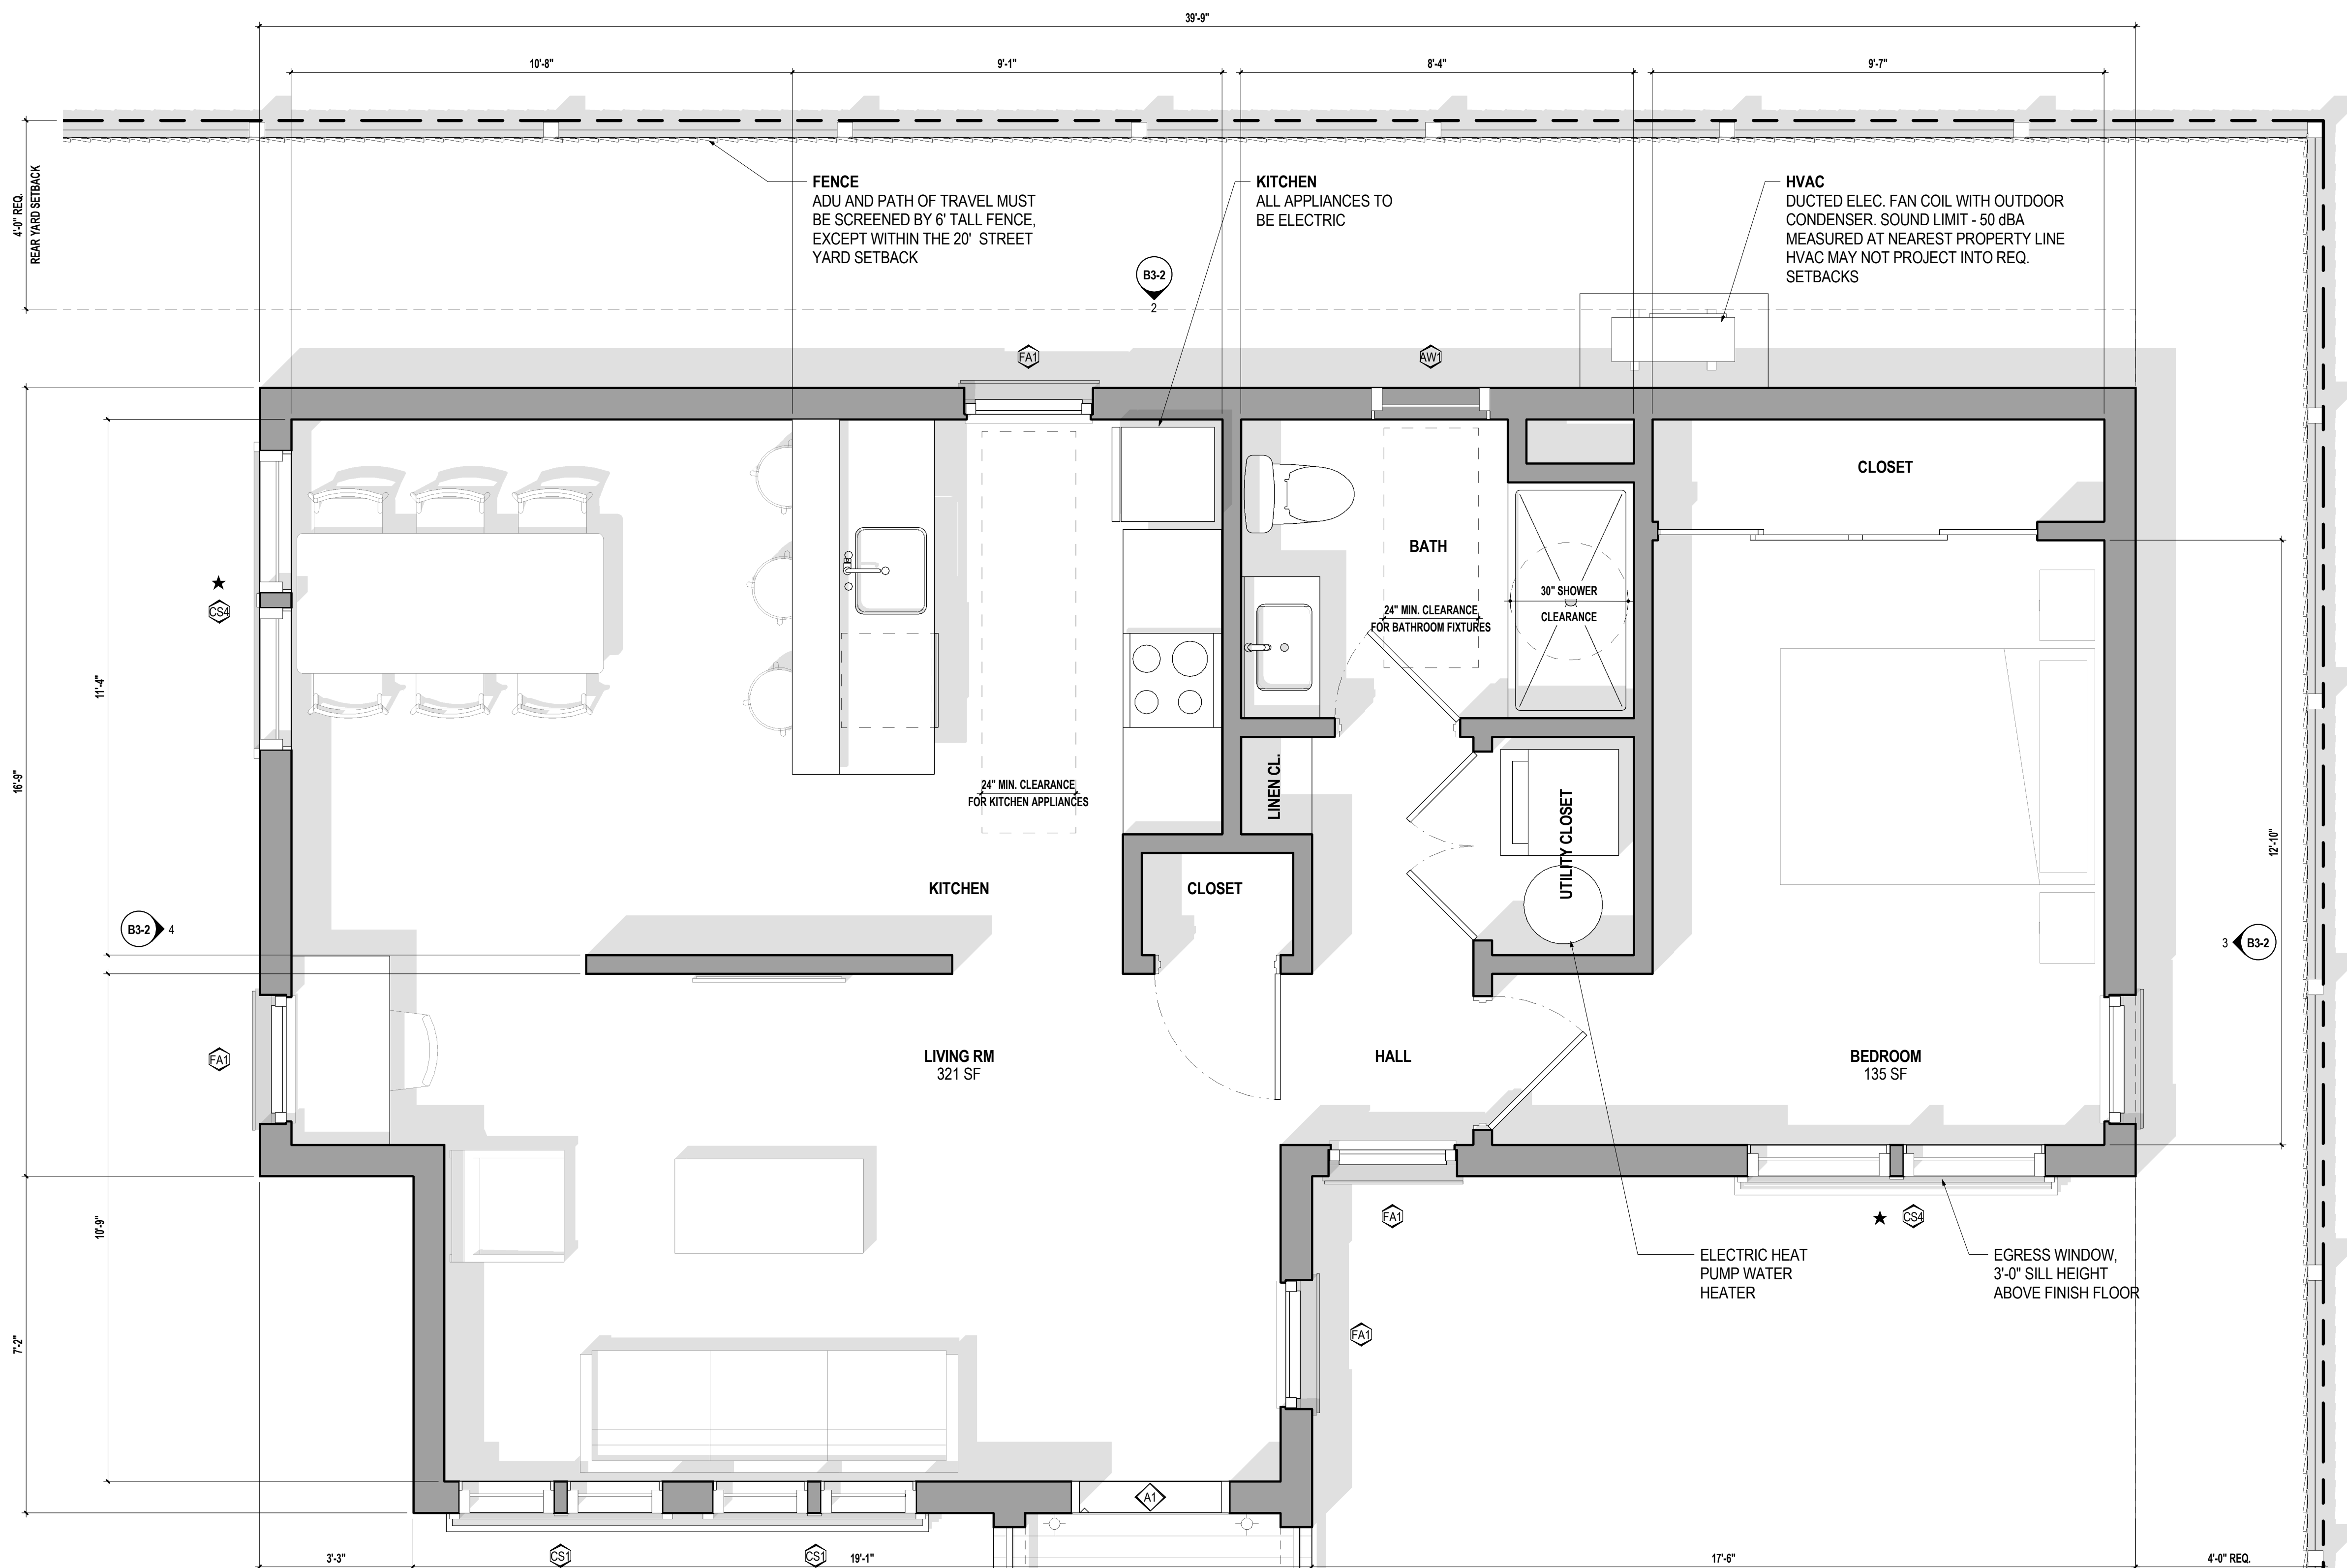 39'-9"
10'-8"
9'-1"
8'-4"
9'-7"
4'-0" REQ.
REAR YARD SETBACK
FENCE
ADU AND PATH OF TRAVEL MUST
BE SCREENED BY 6' TALL FENCE,
EXCEPT WITHIN THE 20' STREET
YARD SETBACK
KITCHEN
ALL APPLIANCES TO
BE ELECTRIC
HVAC
DUCTED ELEC. FAN COIL WITH OUTDOOR
CONDENSER. SOUND LIMIT - 50 dBA
MEASURED AT NEAREST PROPERTY LINE
HVAC MAY NOT PROJECT INTO REQ.
SETBACKS
B3-2
2
FA1
AW1
CLOSET
BATH
24" MIN. CLEARANCE
FOR BATHROOM FIXTURES
30" SHOWER
CLEARANCE
★
CS4
11'-4"
16'-9"
24" MIN. CLEARANCE
FOR KITCHEN APPLIANCES
LINEN CL.
UTILITY CLOSET
12'-10"
KITCHEN
CLOSET
B3-2
4
3
B3-2
FA1
LIVING RM
321 SF
HALL
BEDROOM
135 SF
10'-9"
FA1
★
CS4
ELECTRIC HEAT
PUMP WATER
HEATER
EGRESS WINDOW,
3'-0" SILL HEIGHT
ABOVE FINISH FLOOR
7'-2"
FA1
A1
3'-3"
CS1
CS1
19'-1"
17'-6"
4'-0" REQ.